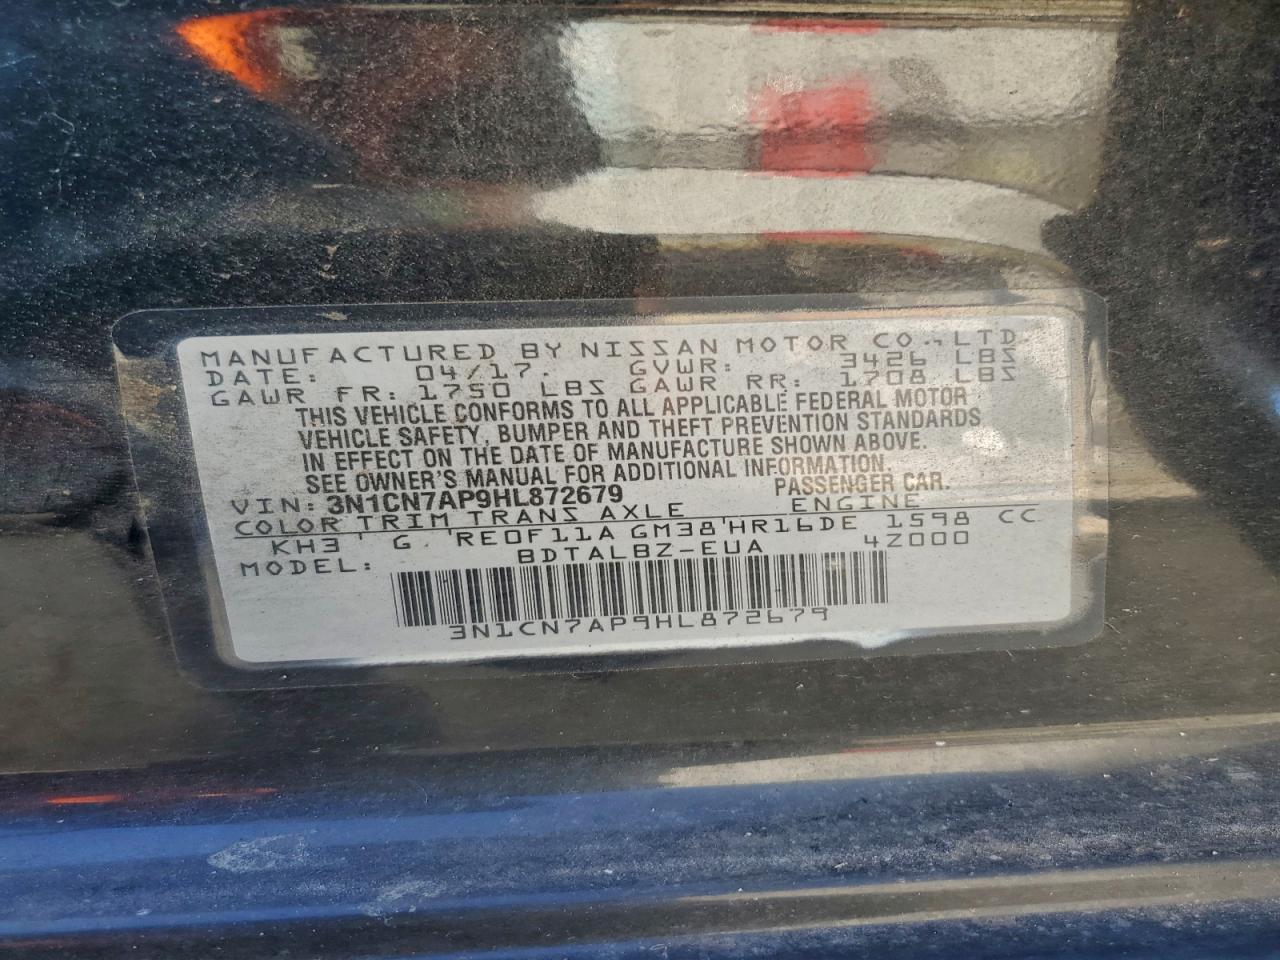 MANUFACTURED BY NISSAN MOTOR CO., LTD.
DATE: 04/17. GVWR: 3426 LBS
GAWR FR: 1750 LBS GAWR RR: 1708 LBS
THIS VEHICLE CONFORMS TO ALL APPLICABLE FEDERAL MOTOR
VEHICLE SAFETY, BUMPER AND THEFT PREVENTION STANDARDS
IN EFFECT ON THE DATE OF MANUFACTURE SHOWN ABOVE.
SEE OWNER'S MANUAL FOR ADDITIONAL INFORMATION.
VIN: 3N1CN7AP9HL872679 PASSENGER CAR.
COLOR TRIM TRANS AXLE ENGINE
KH3 G RE0F11A GM38 HR16DE 1598 CC
MODEL: BDTALBZ-EUA 4Z000
3N1CN7AP9HL872679